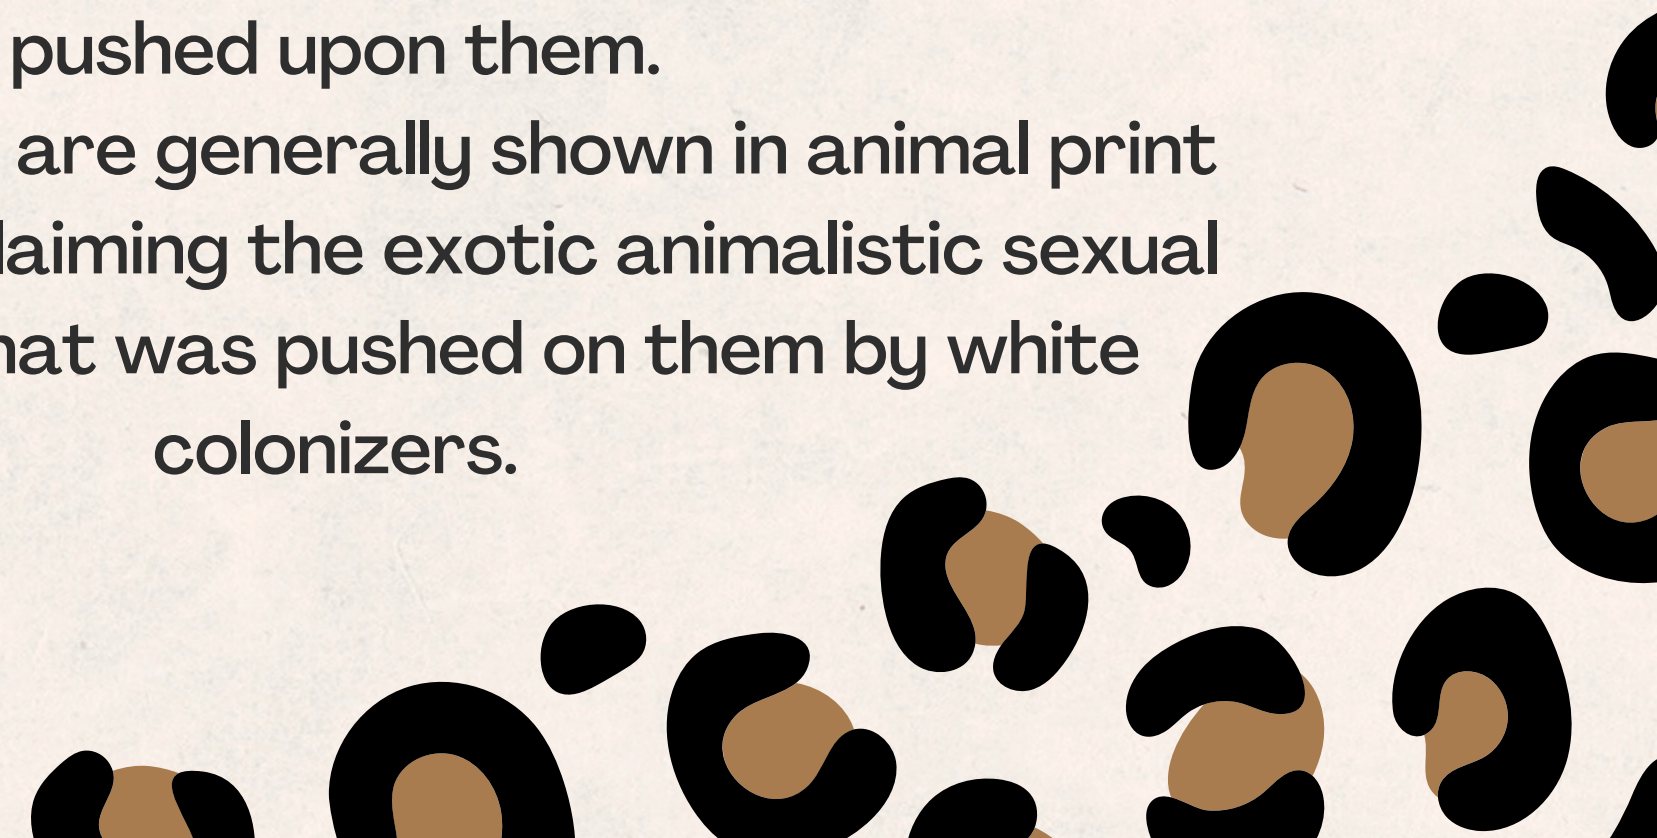 pushed upon them.
are generally shown in animal print
laiming the exotic animalistic sexual
hat was pushed on them by white
colonizers.